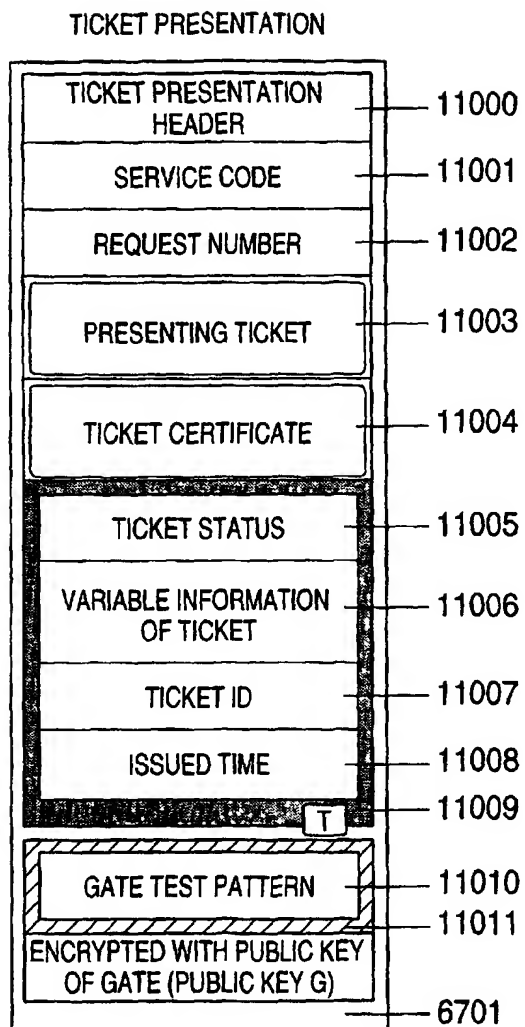 TICKET PRESENTATION
TICKET PRESENTATION
HEADER
11000
SERVICE CODE
11001
REQUEST NUMBER
11002
PRESENTING TICKET
11003
TICKET CERTIFICATE
11004
TICKET STATUS
11005
VARIABLE INFORMATION
OF TICKET
11006
TICKET ID
11007
ISSUED TIME
11008
11009
T
GATE TEST PATTERN
11010
11011
ENCRYPTED WITH PUBLIC KEY
OF GATE (PUBLIC KEY G)
6701